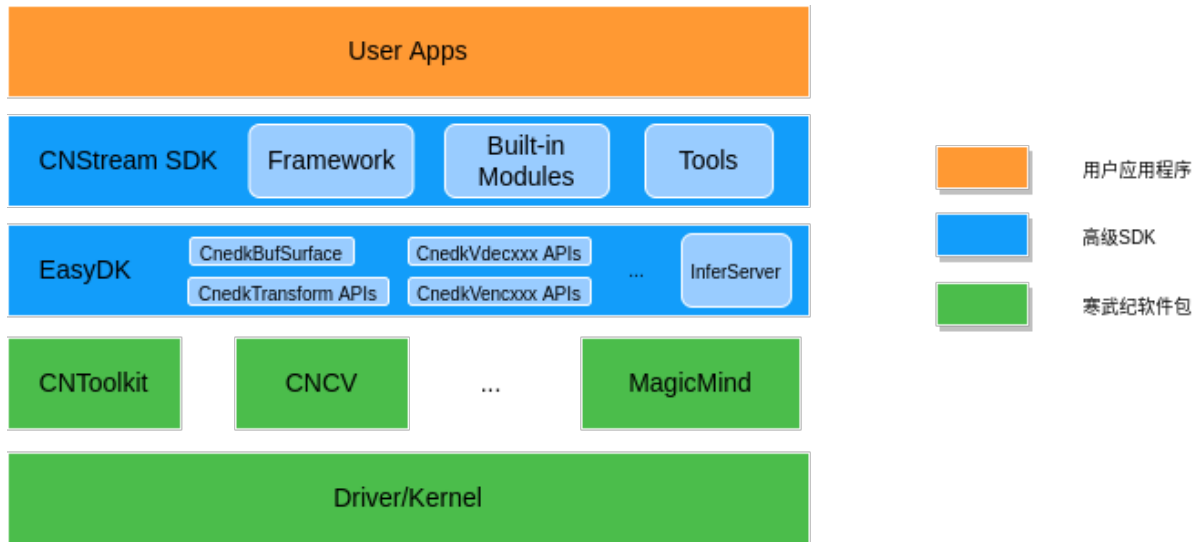 User Apps
CNStream SDK
Framework
Built-in
Modules
Tools
EasyDK
CnedkBufSurface
CnedkVdecxxx APIs
CnedkTransform APIs
CnedkVencxxx APIs
...
InferServer
CNToolkit
CNCV
...
MagicMind
Driver/Kernel
用户应用程序
高级SDK
寒武纪软件包